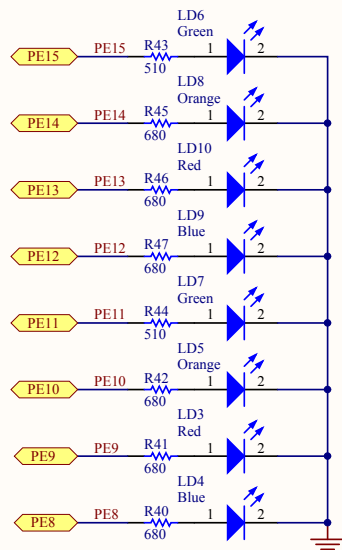 LD6
Green
PE15 PE15 R43 1 2
510
LD8
Orange
PE14 PE14 R45 1 2
680
LD10
Red
PE13 PE13 R46 1 2
680
LD9
Blue
PE12 PE12 R47 1 2
680
LD7
Green
PE11 PE11 R44 1 2
510
LD5
Orange
PE10 PE10 R42 1 2
680
LD3
Red
PE9 PE9 R41 1 2
680
LD4
Blue
PE8 PE8 R40 1 2
680